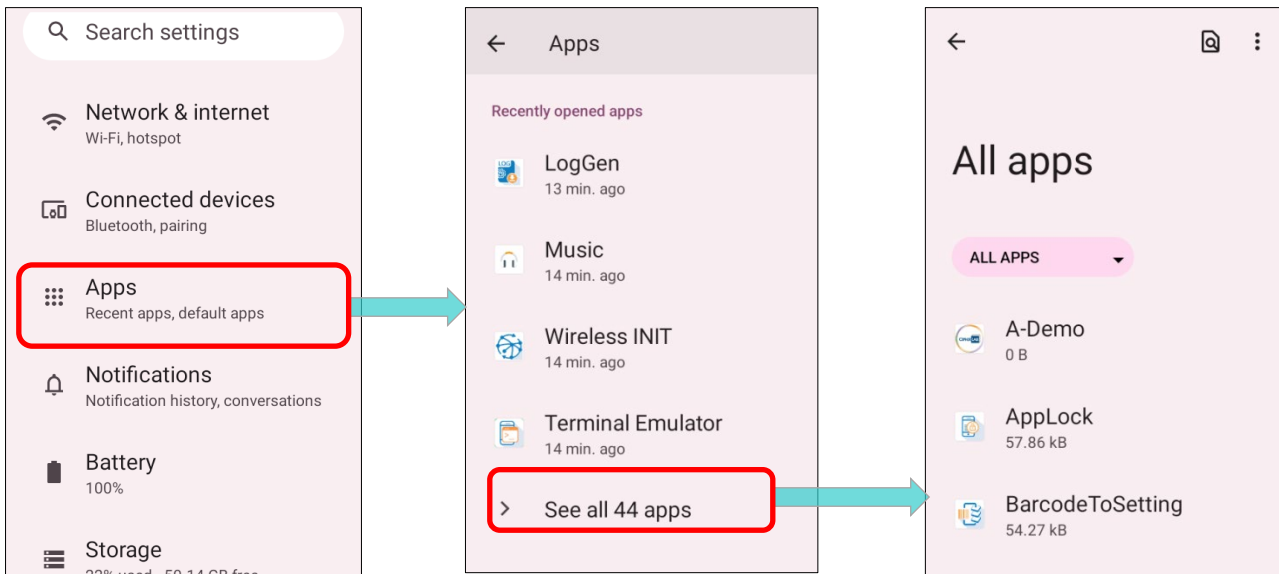 Search settings
Network & internet
Wi-Fi, hotspot
Connected devices
Bluetooth, pairing
Apps
Recent apps, default apps
Notifications
Notification history, conversations
Battery
100%
Storage
Apps
Recently opened apps
LogGen
13 min. ago
Music
14 min. ago
Wireless INIT
14 min. ago
Terminal Emulator
14 min. ago
See all 44 apps
All apps
ALL APPS
A-Demo
0 B
AppLock
57.86 kB
BarcodeToSetting
54.27 kB